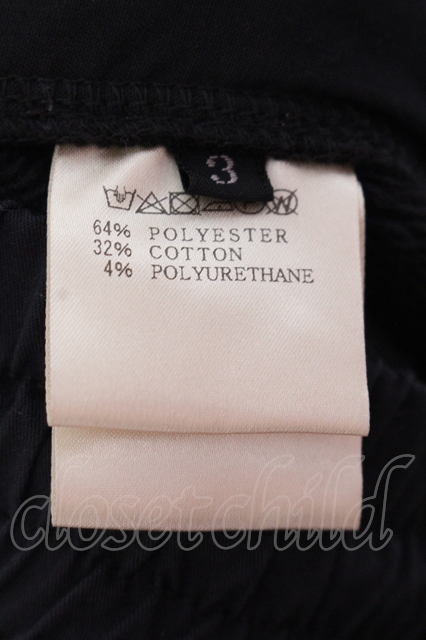 3
64% POLYESTER
32% COTTON
4% POLYURETHANE
closet child